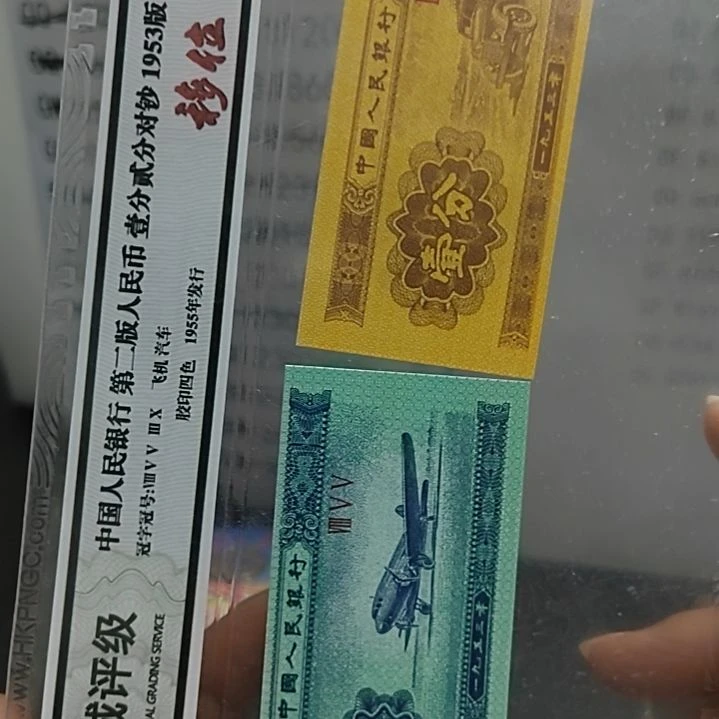 中国人民银行 第二版人民币 壹分贰分对钞 1953版
冠字冠号:ⅧⅤⅤ ⅢⅩ 飞机 汽车
胶印四色 1955年发行
移位
评级
AL GRADING SERVICE
WWW.HKPNGC.com
中國人民銀行
壹分
一九五三年
中國人民銀行
ⅧⅤⅤ
一九五三年